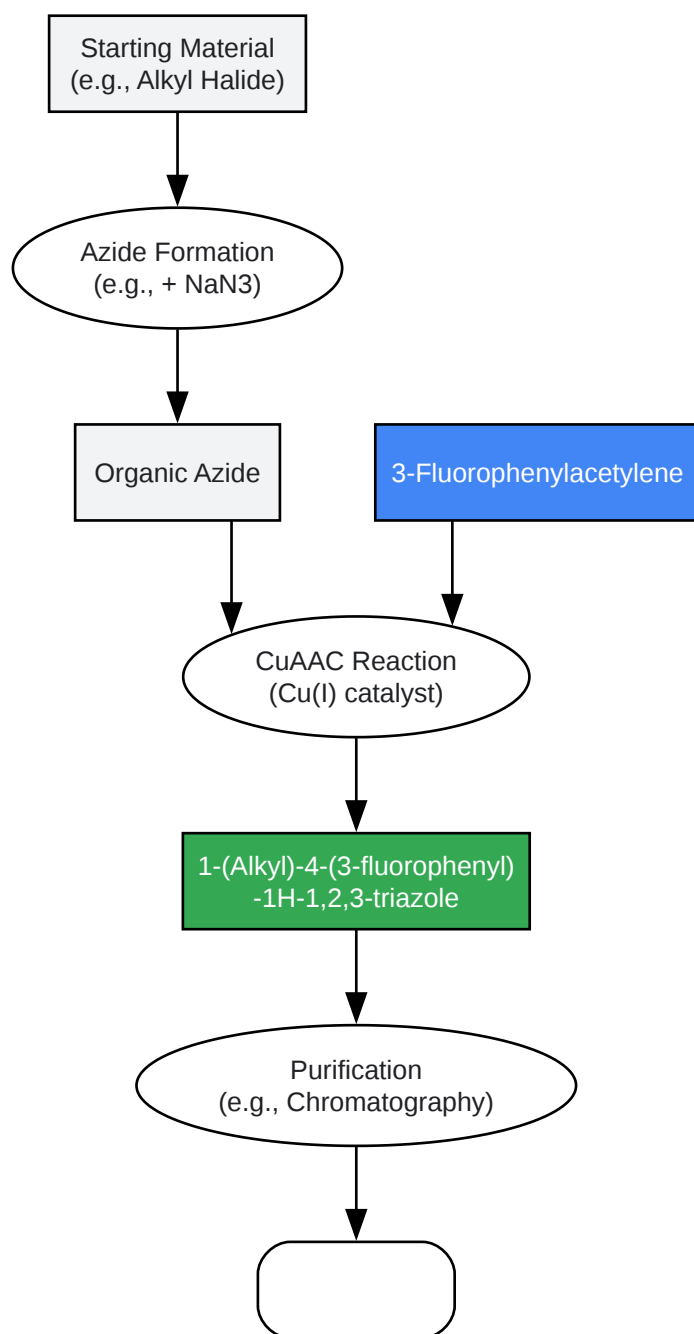 Starting Material
(e.g., Alkyl Halide)
Azide Formation
(e.g., + NaN3)
Organic Azide
3-Fluorophenylacetylene
CuAAC Reaction
(Cu(I) catalyst)
1-(Alkyl)-4-(3-fluorophenyl)
-1H-1,2,3-triazole
Purification
(e.g., Chromatography)